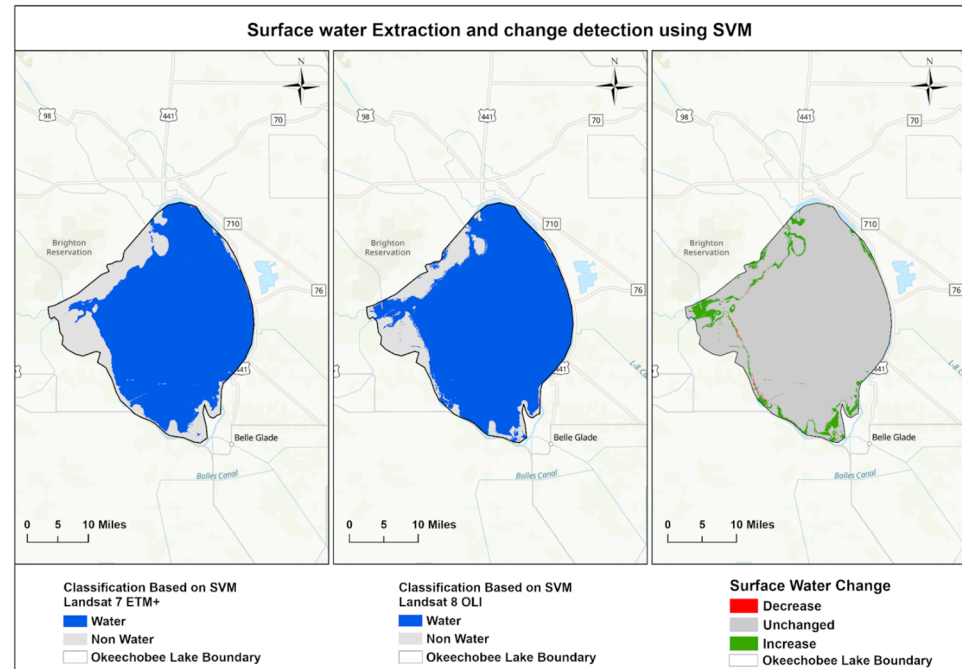 Surface water Extraction and change detection using SVM
N
98
441
70
710
Brighton
Reservation
76
441
Belle Glade
Bolles Canal
0 5 10 Miles
N
98
441
70
710
Brighton
Reservation
76
441
L-8 Ca
Belle Glade
Bolles Canal
0 5 10 Miles
N
98
441
70
710
Brighton
Reservation
76
441
L-8 Ca
Belle Glade
Bolles Canal
0 5 10 Miles
Classification Based on SVM
Landsat 7 ETM+
Water
Non Water
Okeechobee Lake Boundary
Classification Based on SVM
Landsat 8 OLI
Water
Non Water
Okeechobee Lake Boundary
Surface Water Change
Decrease
Unchanged
Increase
Okeechobee Lake Boundary